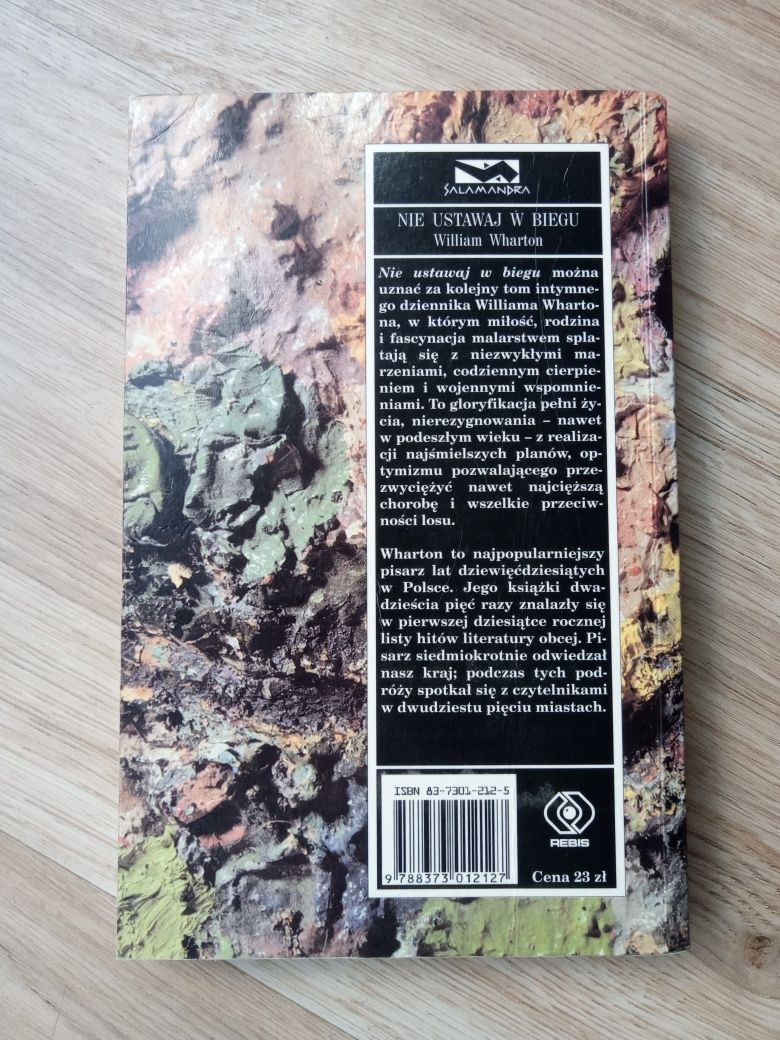 SALAMANDRA
NIE USTAWAJ W BIEGU
William Wharton
Nie ustawaj w biegu można
uznać za kolejny tom intymne-
go dziennika Williama Wharto-
na, w którym miłość, rodzina
i fascynacja malarstwem spla-
tają się z niezwykłymi ma-
rzeniami, codziennym cierpie-
niem i wojennymi wspomnie-
niami. To gloryfikacja pełni ży-
cia, nierezygnowania – nawet
w podeszłym wieku – z realiza-
cji najśmielszych planów, op-
tymizmu pozwalającego prze-
zwyciężyć nawet najcięższą
chorobę i wszelkie przeciw-
ności losu.
Wharton to najpopularniejszy
pisarz lat dziewięćdziesiątych
w Polsce. Jego książki dwa-
dzieścia pięć razy znalazły się
w pierwszej dziesiątce rocznej
listy hitów literatury obcej. Pi-
sarz siedmiokrotnie odwiedzał
nasz kraj; podczas tych pod-
róży spotkał się z czytelnikami
w dwudziestu pięciu miastach.
ISBN 83-7301-212-5
9 788373 012127
REBIS
Cena 23 zł